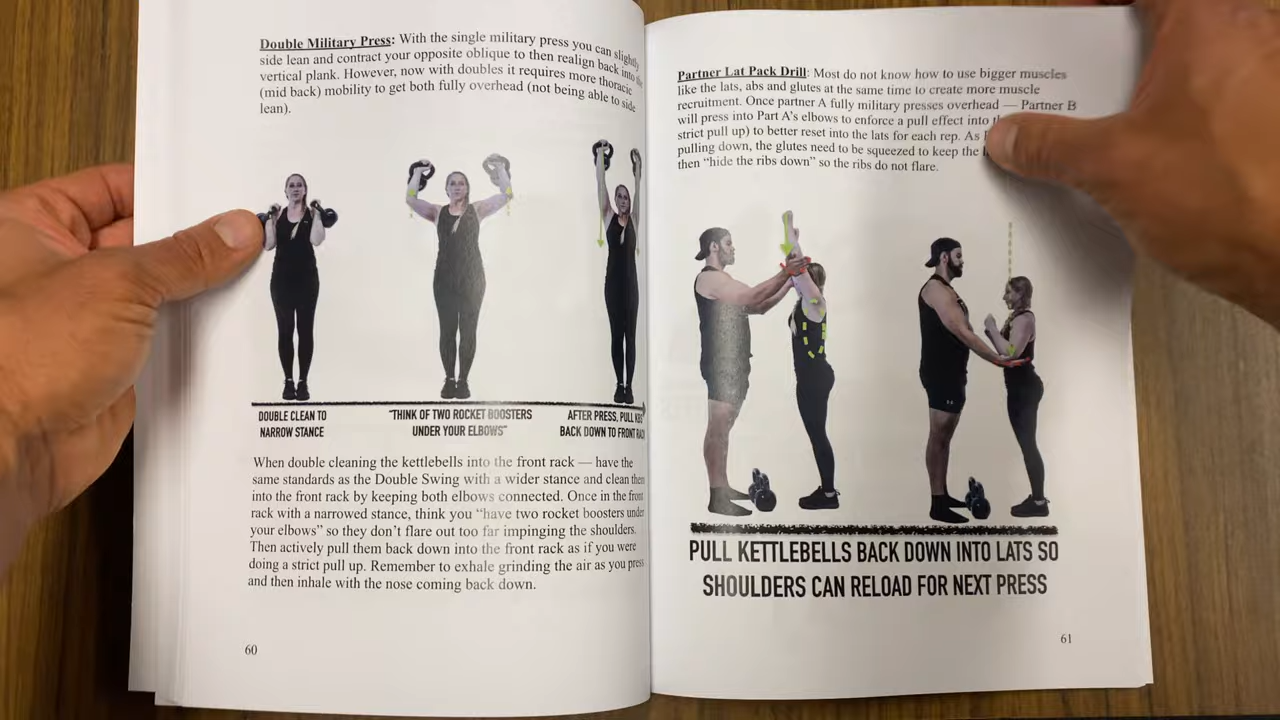 Double Military Press: With the single military press you can slightly
side lean and contract your opposite oblique to then realign back into the
vertical plank. However, now with doubles it requires more thoracic
(mid back) mobility to get both fully overhead (not being able to side
lean).
DOUBLE CLEAN TO
NARROW STANCE
"THINK OF TWO ROCKET BOOSTERS
UNDER YOUR ELBOWS"
AFTER PRESS, PULL KBS
BACK DOWN TO FRONT RACK
When double cleaning the kettlebells into the front rack — have the
same standards as the Double Swing with a wider stance and clean them
into the front rack by keeping both elbows connected. Once in the front
rack with a narrowed stance, think you “have two rocket boosters under
your elbows” so they don’t flare out too far impinging the shoulders.
Then actively pull them back down into the front rack as if you were
doing a strict pull up. Remember to exhale grinding the air as you press
and then inhale with the nose coming back down.
60
Partner Lat Pack Drill: Most do not know how to use bigger muscles
like the lats, abs and glutes at the same time to create more muscle
recruitment. Once partner A fully military presses overhead — Partner B
will press into Part A’s elbows to enforce a pull effect into
strict pull up) to better reset into the lats for each rep. As
pulling down, the glutes need to be squeezed to keep the
then “hide the ribs down” so the ribs do not flare.
PULL KETTLEBELLS BACK DOWN INTO LATS SO
SHOULDERS CAN RELOAD FOR NEXT PRESS
61